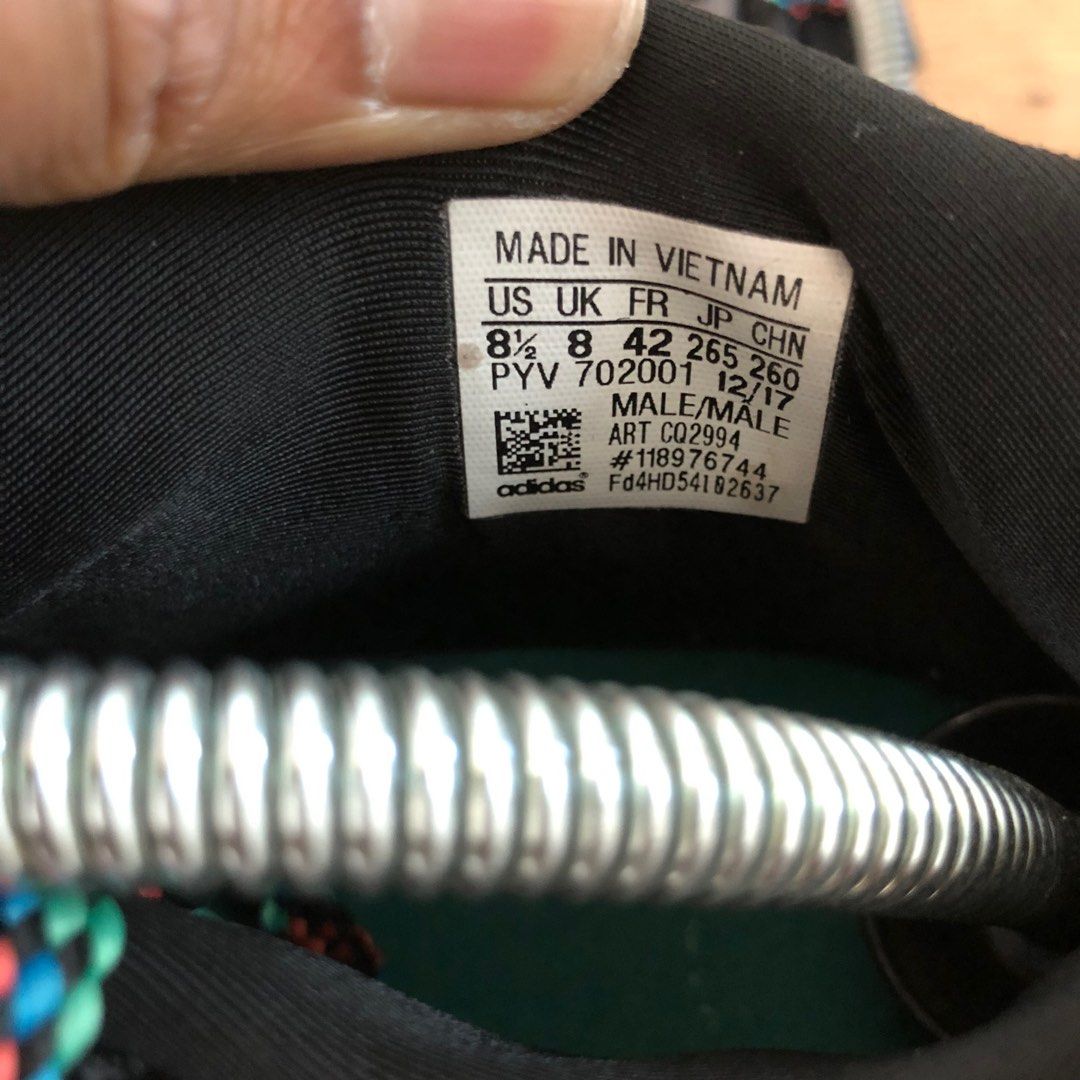 MADE IN VIETNAM
US UK FR JP CHN
8½ 8 42 265 260
PYV 702001 12/17
MALE/MÂLE
ART CQ2994
#118976744
adidas® Fd4HD54102637